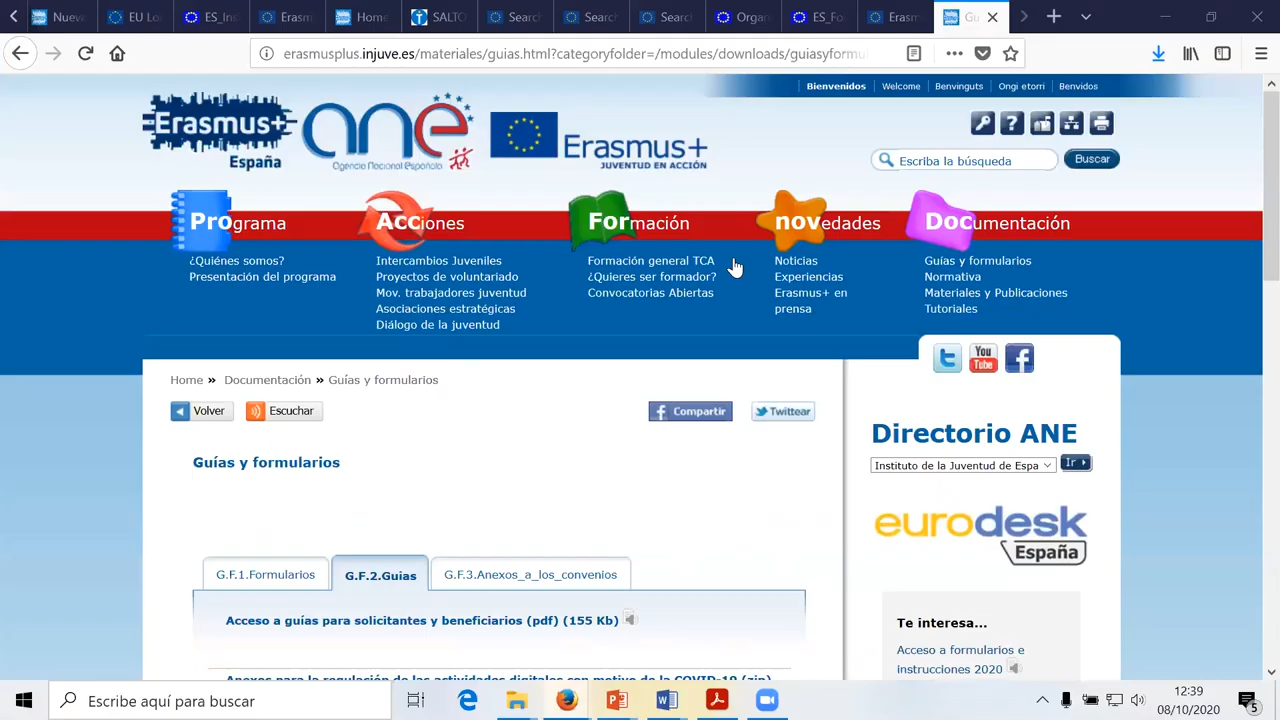 Nueva
EU Lo
ES_Ins
Erasm
Home
SALTO
Search
Search
Search
Organ
ES_Fo
Erasm
Gu
erasmusplus.injuve.es/materiales/guias.html?categoryfolder=/modules/downloads/guiasyformu
Bienvenidos
Welcome
Benvinguts
Ongi etorri
Benvidos
Erasmus+
España
ane
Agencia Nacional Española
Erasmus+
JUVENTUD EN ACCIÓN
Escriba la búsqueda
Buscar
Programa
Acciones
Formación
novedades
Documentación
¿Quiénes somos?
Presentación del programa
Intercambios Juveniles
Proyectos de voluntariado
Mov. trabajadores juventud
Asociaciones estratégicas
Diálogo de la juventud
Formación general TCA
¿Quieres ser formador?
Convocatorias Abiertas
Noticias
Experiencias
Erasmus+ en
prensa
Guías y formularios
Normativa
Materiales y Publicaciones
Tutoriales
You
Tube
Home » Documentación » Guías y formularios
Volver
Escuchar
Compartir
Twittear
Directorio ANE
Instituto de la Juventud de Espa
Ir
Guías y formularios
eurodesk
España
G.F.1.Formularios
G.F.2.Guias
G.F.3.Anexos_a_los_convenios
Acceso a guías para solicitantes y beneficiarios (pdf) (155 Kb)
Anexos para la regulación de las actividades digitales con motivo de la COVID-19 (zip)
Te interesa...
Acceso a formularios e
instrucciones 2020
Escribe aquí para buscar
12:39
08/10/2020
5